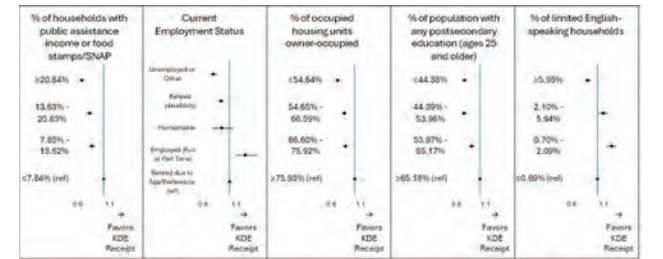 % of households with
public assistance
income or food
stamps/SNAP
≥20.84%
13.63% -
20.83%
7.85% -
13.62%
≤7.84% (ref)
0.6 1.1
→
Favors
KDE
Receipt
Current
Employment Status
Unemployed or
Other
Retired
(disability)
Homemaker
Employed (Full
or Part Time)
Retired due to
Age/Preference
(ref)
0.6 1.1
→
Favors
KDE
Receipt
% of occupied
housing units
owner-occupied
≤54.64%
54.65% -
66.59%
66.60% -
75.92%
≥75.93% (ref)
0.6 1.1
→
Favors
KDE
Receipt
% of population with
any postsecondary
education (ages 25
and older)
≤44.38%
44.39% -
53.96%
53.97% -
65.17%
≥65.18% (ref)
0.6 1.1
→
Favors
KDE
Receipt
% of limited English-
speaking households
≥5.95%
2.10% -
5.94%
0.70% -
2.09%
≤0.69% (ref)
0.6 1.1
→
Favors
KDE
Receipt